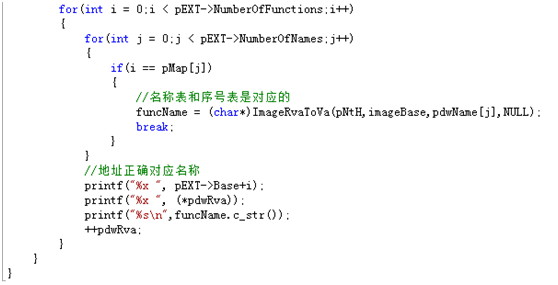 for(int i = 0;i < pEXT->NumberOfFunctions;i++)
{
for(int j = 0;j < pEXT->NumberOfNames;j++)
{
if(i == pMap[j])
{
//名称表和序号表是对应的
funcName = (char*)ImageRvaToVa(pNtH,imageBase,pdwName[j],NULL);
break;
}
}
//地址正确对应名称
printf("%x ", pEXT->Base+i);
printf("%x ", (*pdwRva));
printf("%s\n",funcName.c_str());
++pdwRva;
}
}
}